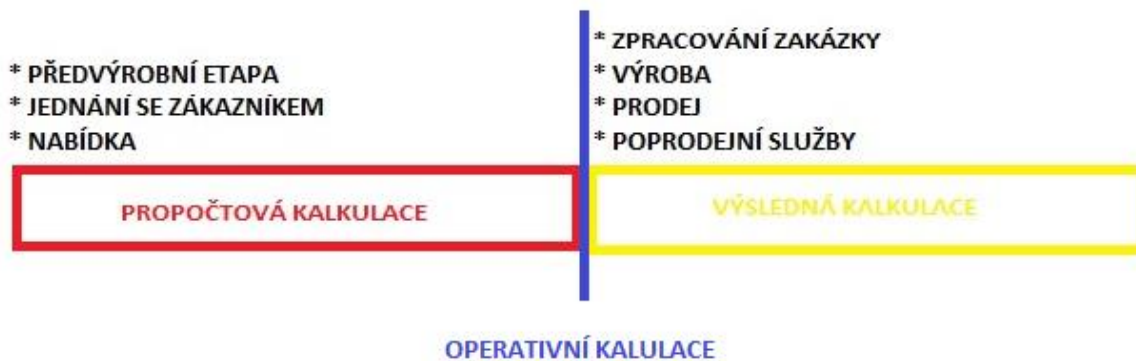 * PŘEDVÝROBNÍ ETAPA
* JEDNÁNÍ SE ZÁKAZNÍKEM
* NABÍDKA
PROPOČTOVÁ KALKULACE
* ZPRACOVÁNÍ ZAKÁZKY
* VÝROBA
* PRODEJ
* POPRODEJNÍ SLUŽBY
VÝSLEDNÁ KALKULACE
OPERATIVNÍ KALULACE